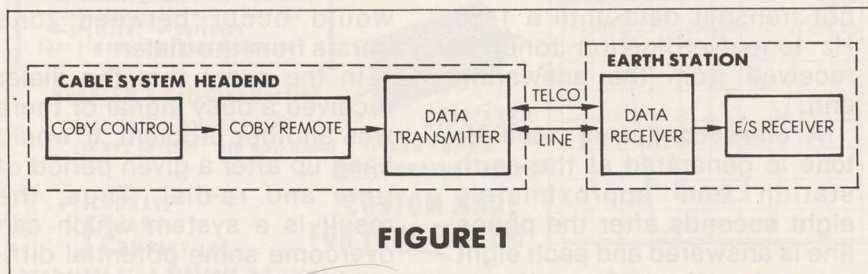 CABLE SYSTEM HEADEND
COBY CONTROL
COBY REMOTE
DATA
TRANSMITTER
TELCO
LINE
EARTH STATION
DATA
RECEIVER
E/S RECEIVER
FIGURE 1